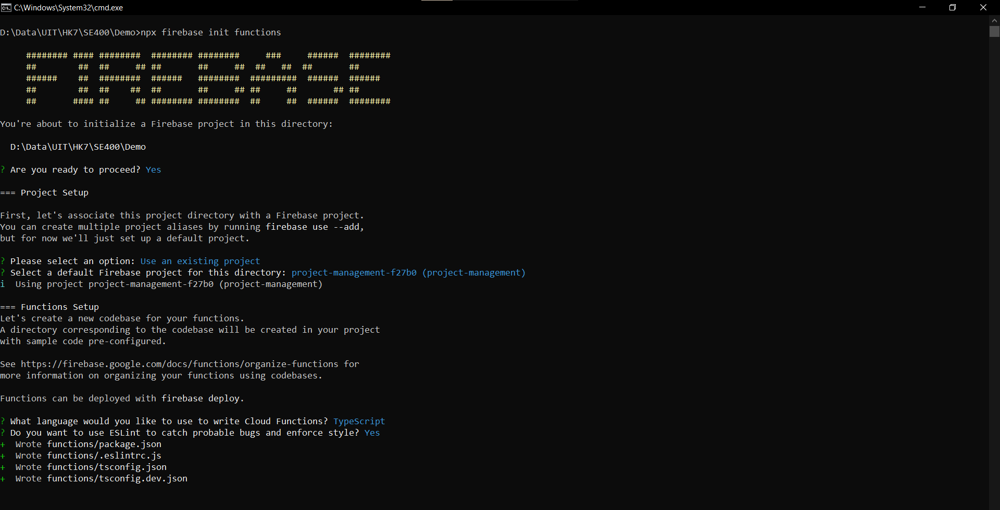 C:\Windows\System32\cmd.exe
D:\Data\UIT\HK7\SE400\Demo>npx firebase init functions
     ######## #### ########  ######## ########     ###     ######  ########
     ##        ##  ##     ## ##       ##     ##  ##   ##  ##       ##
     ######    ##  ########  ######   ########  #########  ######  ######
     ##        ##  ##    ##  ##       ##     ## ##     ##       ## ##
     ##       #### ##     ## ######## ########  ##     ##  ######  ########
You're about to initialize a Firebase project in this directory:
  D:\Data\UIT\HK7\SE400\Demo
? Are you ready to proceed? Yes
=== Project Setup
First, let's associate this project directory with a Firebase project.
You can create multiple project aliases by running firebase use --add,
but for now we'll just set up a default project.
? Please select an option: Use an existing project
? Select a default Firebase project for this directory: project-management-f27b0 (project-management)
i  Using project project-management-f27b0 (project-management)
=== Functions Setup
Let's create a new codebase for your functions.
A directory corresponding to the codebase will be created in your project
with sample code pre-configured.
See https://firebase.google.com/docs/functions/organize-functions for
more information on organizing your functions using codebases.
Functions can be deployed with firebase deploy.
? What language would you like to use to write Cloud Functions? TypeScript
? Do you want to use ESLint to catch probable bugs and enforce style? Yes
+  Wrote functions/package.json
+  Wrote functions/.eslintrc.js
+  Wrote functions/tsconfig.json
+  Wrote functions/tsconfig.dev.json